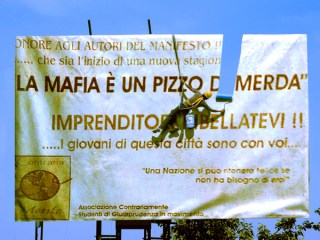 ONORE AGLI AUTORI DEL MANIFESTO !!
..... che sia l'inizio di una nuova stagion
LA MAFIA È UN PIZZO DI MERDA"
IMPRENDITORI RIBELLATEVI !!
.....I giovani di questa città sono con voi....
"Una Nazione si può ritenere felice se
non ha bisogno di eroi"
Associazione Contrariamente
Studenti di Giurisprudenza in movimento